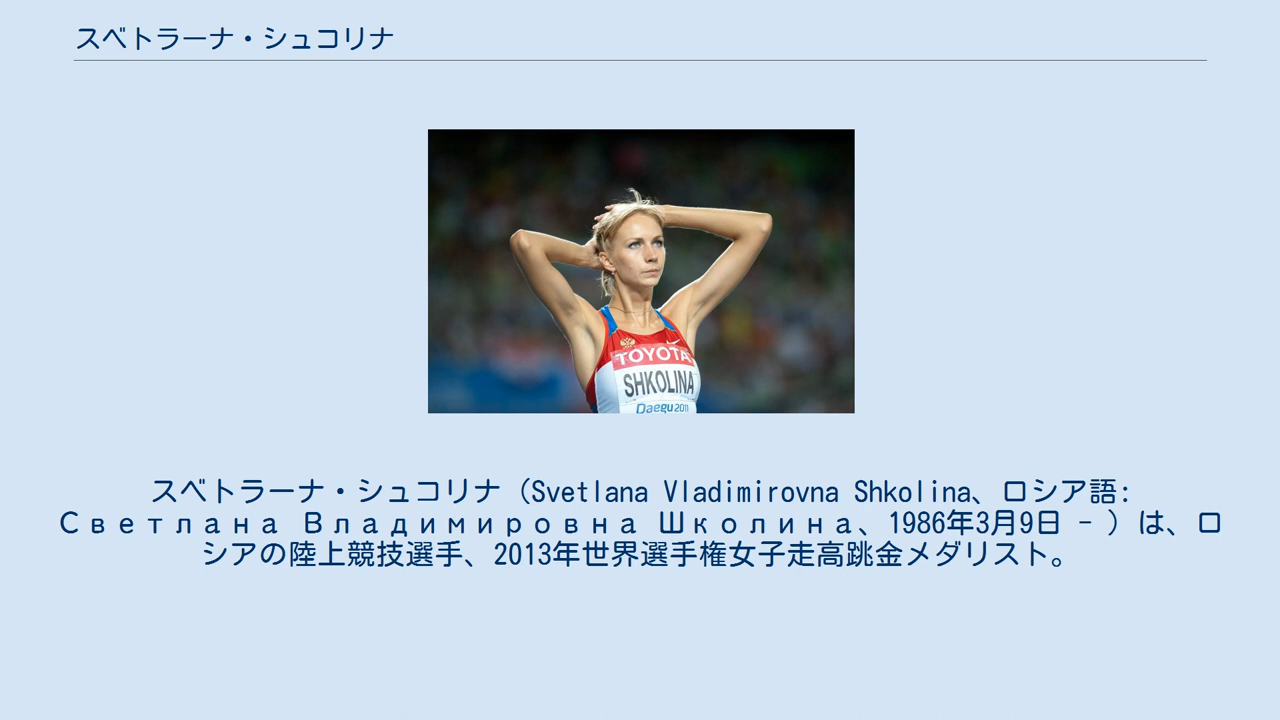 スベトラーナ・シュコリナ
TOYOTA
SHKOLINA
Daegu 2011
スベトラーナ・シュコリナ（Svetlana Vladimirovna Shkolina、ロシア語:
Светлана Владимировна Школина、1986年3月9日 - ）は、ロ
シアの陸上競技選手、2013年世界選手権女子走高跳金メダリスト。